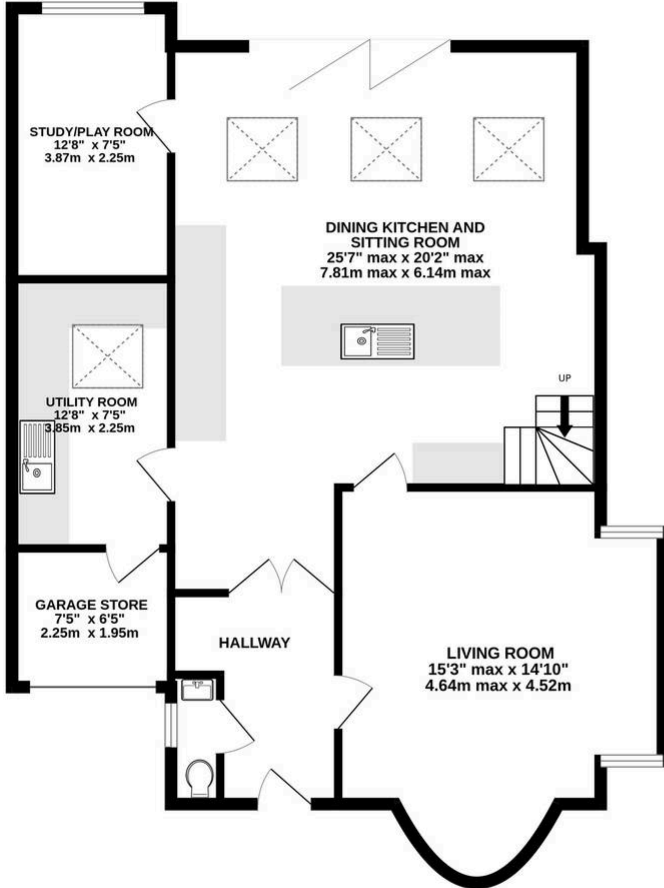 STUDY/PLAY ROOM
12'8" x 7'5"
3.87m x 2.25m
DINING KITCHEN AND
SITTING ROOM
25'7" max x 20'2" max
7.81m max x 6.14m max
UP
UTILITY ROOM
12'8" x 7'5"
3.85m x 2.25m
GARAGE STORE
7'5" x 6'5"
2.25m x 1.95m
HALLWAY
LIVING ROOM
15'3" max x 14'10"
4.64m max x 4.52m